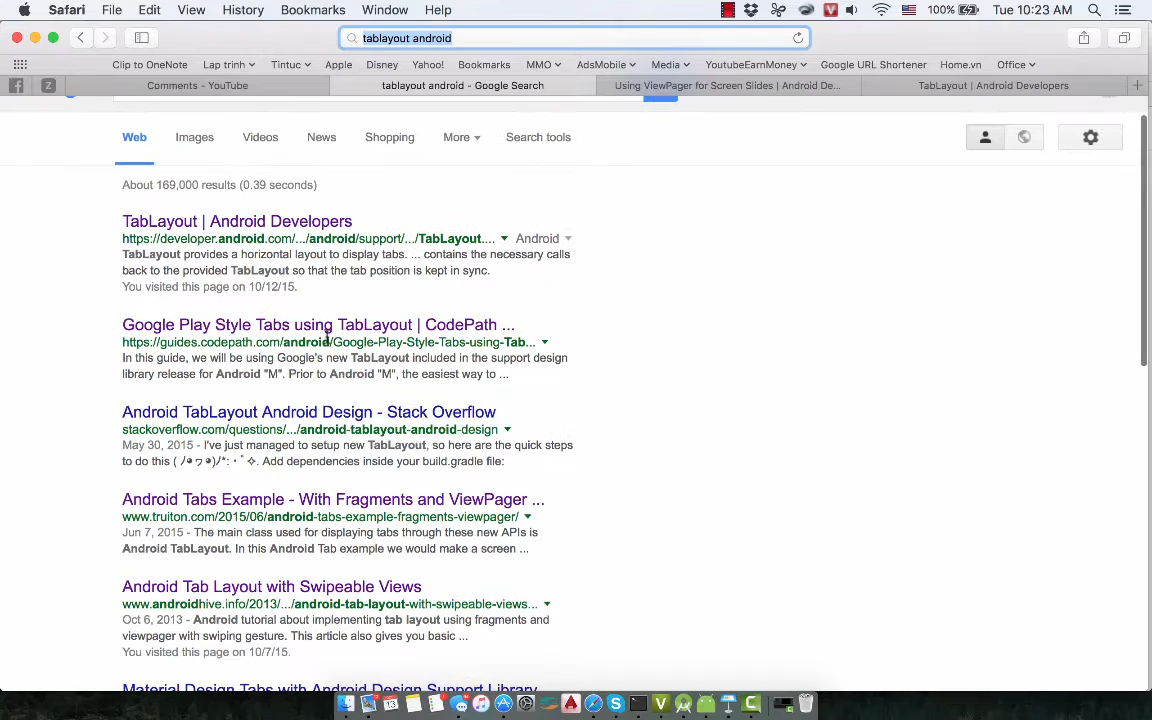 Safari File Edit View History Bookmarks Window Help 100% Tue 10:23 AM
tablayout android
Clip to OneNote Lap trinh Tintuc Apple Disney Yahoo! Bookmarks MMO AdsMobile Media YoutubeEarnMoney Google URL Shortener Home.vn Office
Comments - YouTube tablayout android - Google Search Using ViewPager for Screen Slides | Android De... TabLayout | Android Developers
Web Images Videos News Shopping More Search tools
About 169,000 results (0.39 seconds)
TabLayout | Android Developers
https://developer.android.com/.../android/support/.../TabLayout.... Android
TabLayout provides a horizontal layout to display tabs. ... contains the necessary calls
back to the provided TabLayout so that the tab position is kept in sync.
You visited this page on 10/12/15.
Google Play Style Tabs using TabLayout | CodePath ...
https://guides.codepath.com/android/Google-Play-Style-Tabs-using-Tab...
In this guide, we will be using Google's new TabLayout included in the support design
library release for Android "M". Prior to Android "M", the easiest way to ...
Android TabLayout Android Design - Stack Overflow
stackoverflow.com/questions/.../android-tablayout-android-design
May 30, 2015 - I've just managed to setup new TabLayout, so here are the quick steps
to do this ( ﾉ◕ヮ◕)ﾉ*:・ﾟ✧. Add dependencies inside your build.gradle file:
Android Tabs Example - With Fragments and ViewPager ...
www.truiton.com/2015/06/android-tabs-example-fragments-viewpager/
Jun 7, 2015 - The main class used for displaying tabs through these new APIs is
Android TabLayout. In this Android Tab example we would make a screen ...
Android Tab Layout with Swipeable Views
www.androidhive.info/2013/.../android-tab-layout-with-swipeable-views...
Oct 6, 2013 - Android tutorial about implementing tab layout using fragments and
viewpager with swiping gesture. This article also gives you basic ...
You visited this page on 10/7/15.
Material Design Tabs with Android Design Support Library